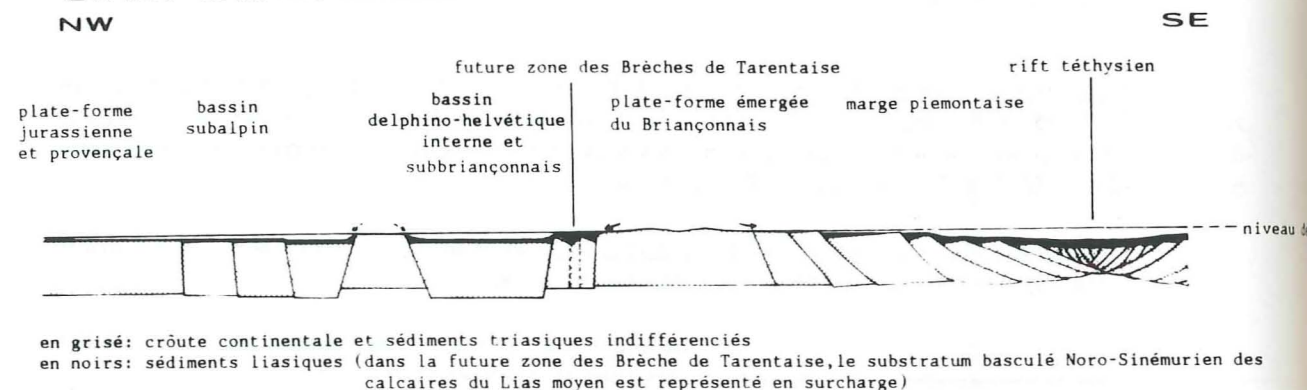 NW
SE
future zone des Brèches de Tarentaise
rift téthysien
plate-forme
jurassienne
et provençale
bassin
subalpin
bassin
delphino-helvétique
interne et
subbriançonnais
plate-forme émergée
du Briançonnais
marge piemontaise
niveau
en grisé: croûte continentale et sédiments triasiques indifférenciés
en noirs: sédiments liasiques (dans la future zone des Brèche de Tarentaise,le substratum basculé Noro-Sinémurien des
calcaires du Lias moyen est représenté en surcharge)